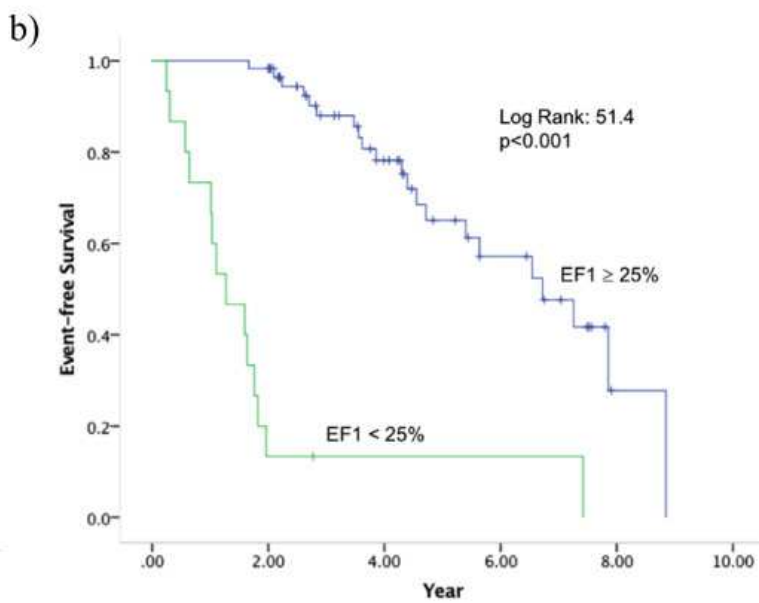 b)
1.0
Log Rank: 51.4
p<0.001
0.8
0.6
EF1 ≥ 25%
Event-free Survival
0.4
0.2
EF1 < 25%
0.0
.00 2.00 4.00 6.00 8.00 10.00
Year